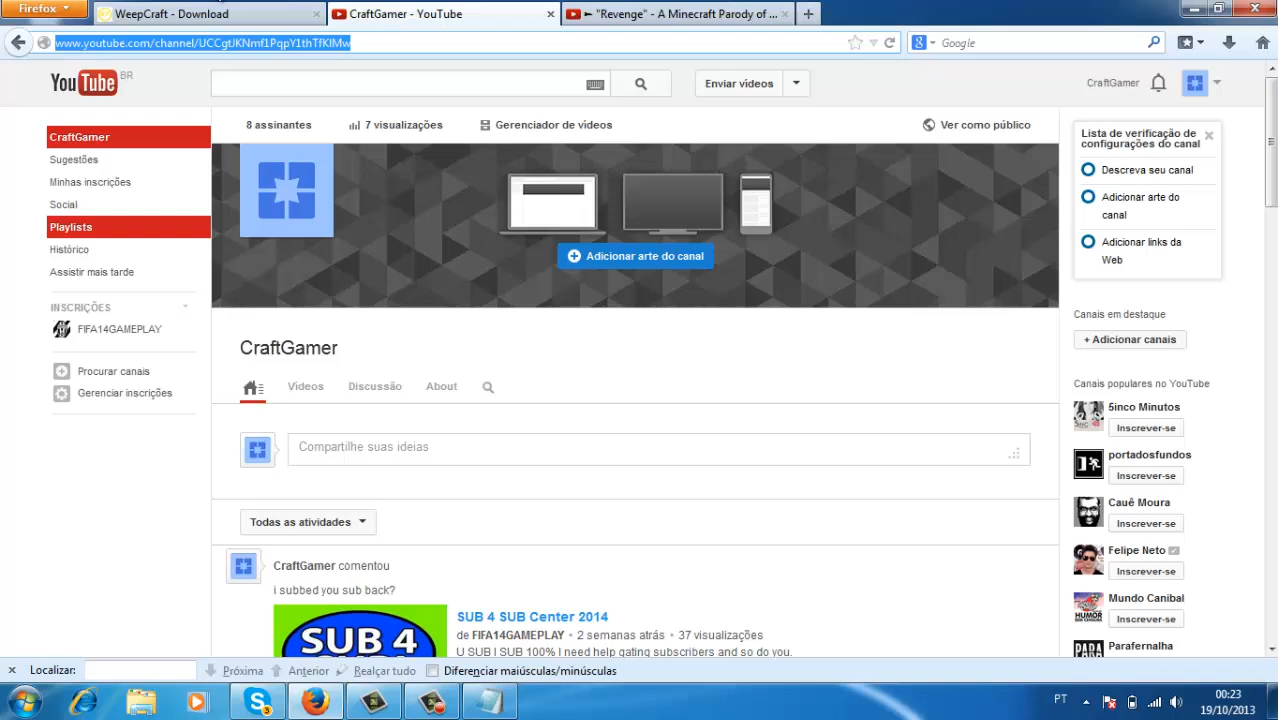 Firefox
WeepCraft - Download
CraftGamer - YouTube
"Revenge" - A Minecraft Parody of ...
www.youtube.com/channel/UCCgtJKNmf1PqpY1thTfKIMw
Google
YouTube BR
Enviar vídeos
CraftGamer
CraftGamer
Sugestões
Minhas inscrições
Social
Playlists
Histórico
Assistir mais tarde
INSCRIÇÕES
FIFA14GAMEPLAY
Procurar canais
Gerenciar inscrições
8 assinantes
7 visualizações
Gerenciador de vídeos
Ver como público
Adicionar arte do canal
CraftGamer
Vídeos
Discussão
About
Compartilhe suas ideias
Todas as atividades
CraftGamer comentou
i subbed you sub back?
SUB 4
SUB 4 SUB Center 2014
de FIFA14GAMEPLAY • 2 semanas atrás • 37 visualizações
U SUB I SUB 100% I need help gating subscribers and so do you.
Lista de verificação de
configurações do canal
Descreva seu canal
Adicionar arte do
canal
Adicionar links da
Web
Canais em destaque
+ Adicionar canais
Canais populares no YouTube
5inco Minutos
Inscrever-se
portadosfundos
Inscrever-se
Cauê Moura
Inscrever-se
Felipe Neto
Inscrever-se
Mundo Canibal
HUMOR
Inscrever-se
Parafernalha
PARA
Localizar:
Próxima
Anterior
Realçar tudo
Diferenciar maiúsculas/minúsculas
3
PT
00:23
19/10/2013